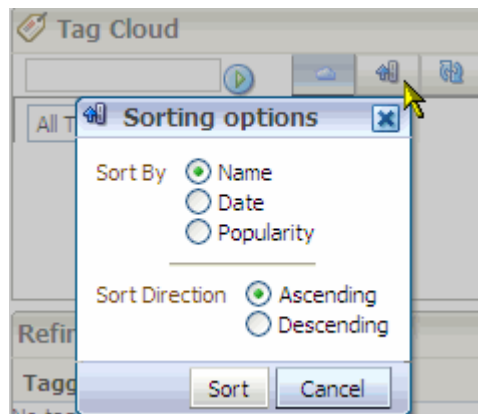 Tag Cloud
All T
Sorting options
Sort By Name
Date
Popularity
Sort Direction Ascending
Descending
Refin
Tagg
Sort Cancel